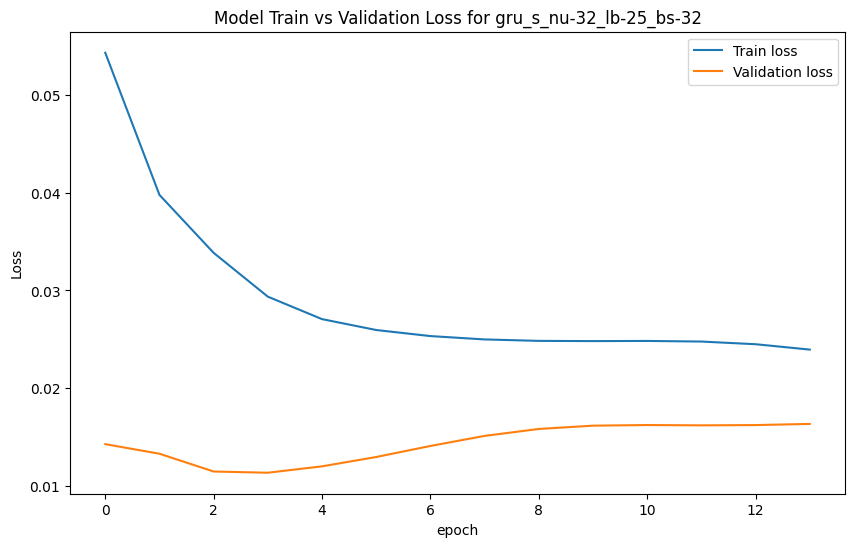 Model Train vs Validation Loss for gru_s_nu-32_lb-25_bs-32
Train loss
Validation loss
Loss
0.05
0.04
0.03
0.02
0.01
0 2 4 6 8 10 12
epoch